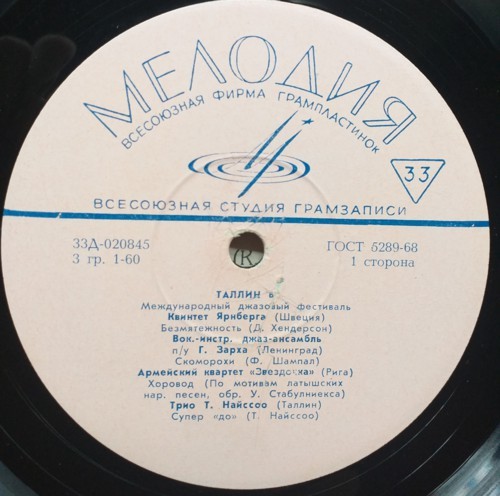 МЕЛОДИЯ
ВСЕСОЮЗНАЯ ФИРМА ГРАМПЛАСТИНОК
33
ВСЕСОЮЗНАЯ СТУДИЯ ГРАМЗАПИСИ
33Д-020845
ГОСТ 5289-68
3 гр. 1-60
1 сторона
ТАЛЛИН 6
Международный джазовый фестиваль
Квинтет Ярнберга (Швеция)
Безмятежность (Д. Хендерсон)
Вок.-инстр. джаз-ансамбль
п/у Г. Зарха (Ленинград)
Скоморохи (Ф. Шампал)
Армейский квартет «Звездочка» (Рига)
Хоровод (По мотивам латышских
нар. песен, обр. У. Стабулниекса)
Трио Т. Найссоо (Таллин)
Супер «до» (Т. Найссоо)